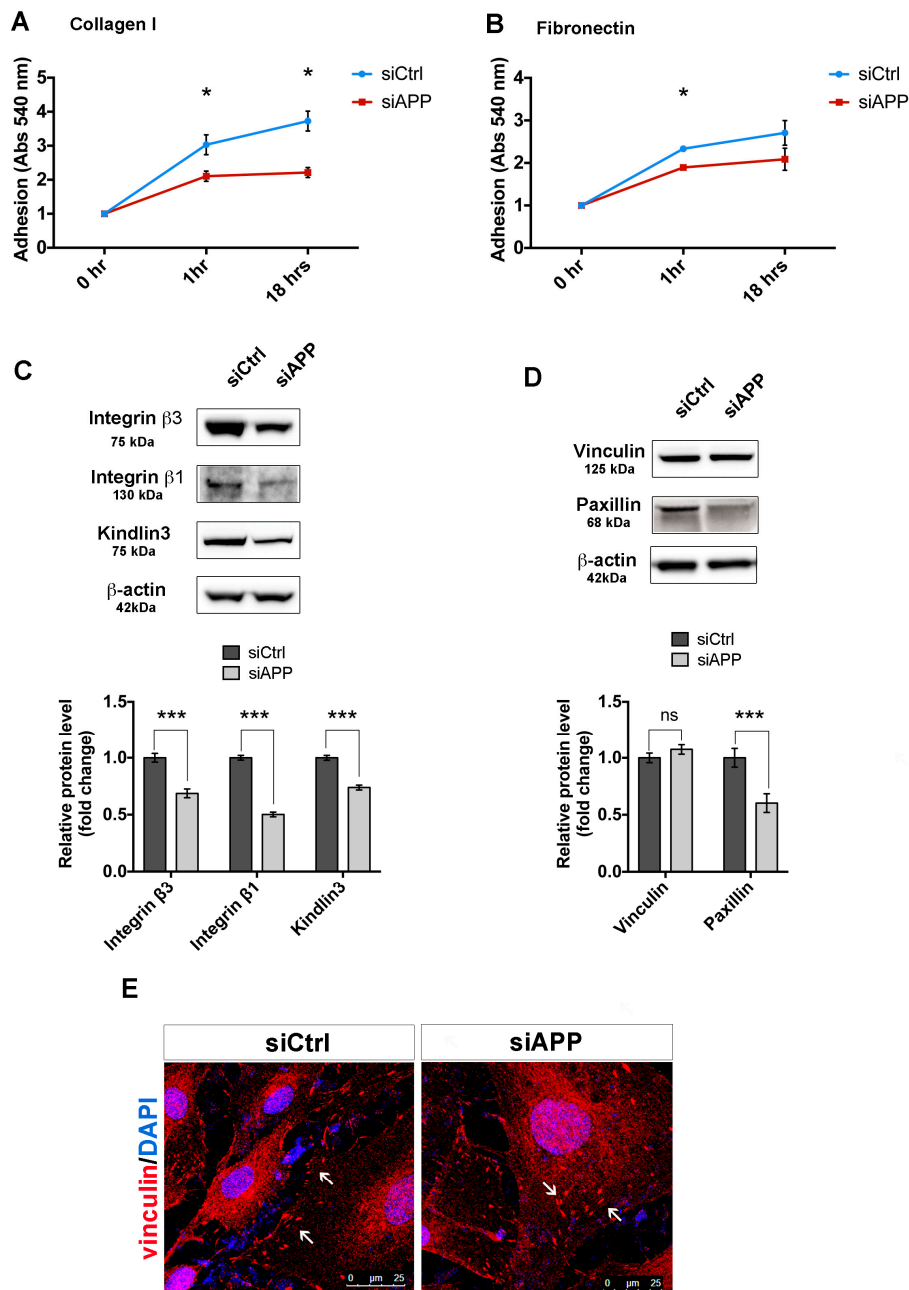 A Collagen I
Adhesion (Abs 540 nm)
5
4
3
2
1
0
0 hr
1hr
18 hrs
*
*
siCtrl
siAPP
B Fibronectin
Adhesion (Abs 540 nm)
4
3
2
1
0
0 hr
1hr
18 hrs
*
siCtrl
siAPP
C
siCtrl siAPP
Integrin β3
75 kDa
Integrin β1
130 kDa
Kindlin3
75 kDa
β-actin
42kDa
siCtrl
siAPP
Relative protein level
(fold change)
1.5
1.0
0.5
0.0
*** *** ***
Integrin β3
Integrin β1
Kindlin3
D
siCtrl siAPP
Vinculin
125 kDa
Paxillin
68 kDa
β-actin
42kDa
siCtrl
siAPP
Relative protein level
(fold change)
1.5
1.0
0.5
0.0
ns ***
Vinculin
Paxillin
E
siCtrl siAPP
vinculin/DAPI
0 µm 25
0 µm 25